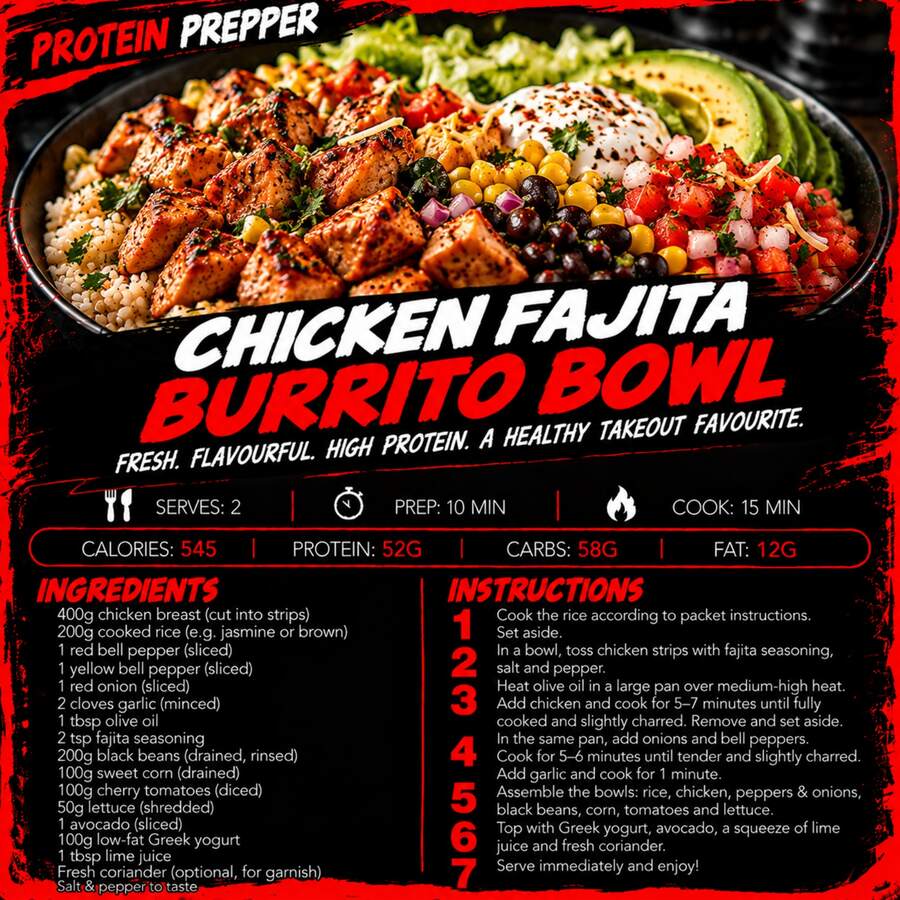 PROTEIN PREPPER
CHICKEN FAJITA
BURRITO BOWL
FRESH. FLAVOURFUL. HIGH PROTEIN. A HEALTHY TAKEOUT FAVOURITE.
SERVES: 2
PREP: 10 MIN
COOK: 15 MIN
CALORIES: 545
PROTEIN: 52G
CARBS: 58G
FAT: 12G
INGREDIENTS
400g chicken breast (cut into strips)
200g cooked rice (e.g. jasmine or brown)
1 red bell pepper (sliced)
1 yellow bell pepper (sliced)
1 red onion (sliced)
2 cloves garlic (minced)
1 tbsp olive oil
2 tsp fajita seasoning
200g black beans (drained, rinsed)
100g sweet corn (drained)
100g cherry tomatoes (diced)
50g lettuce (shredded)
1 avocado (sliced)
100g low-fat Greek yogurt
1 tbsp lime juice
Fresh coriander (optional, for garnish)
Salt & pepper to taste
INSTRUCTIONS
1 Cook the rice according to packet instructions.
Set aside.
2 In a bowl, toss chicken strips with fajita seasoning,
salt and pepper.
3 Heat olive oil in a large pan over medium-high heat.
Add chicken and cook for 5–7 minutes until fully
cooked and slightly charred. Remove and set aside.
4 In the same pan, add onions and bell peppers.
Cook for 5–6 minutes until tender and slightly charred.
Add garlic and cook for 1 minute.
5 Assemble the bowls: rice, chicken, peppers & onions,
black beans, corn, tomatoes and lettuce.
6 Top with Greek yogurt, avocado, a squeeze of lime
juice and fresh coriander.
7 Serve immediately and enjoy!